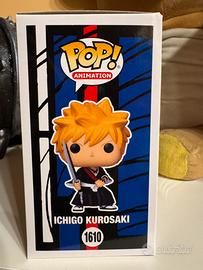 POP!
ANIMATION
ICHIGO KUROSAKI
1610